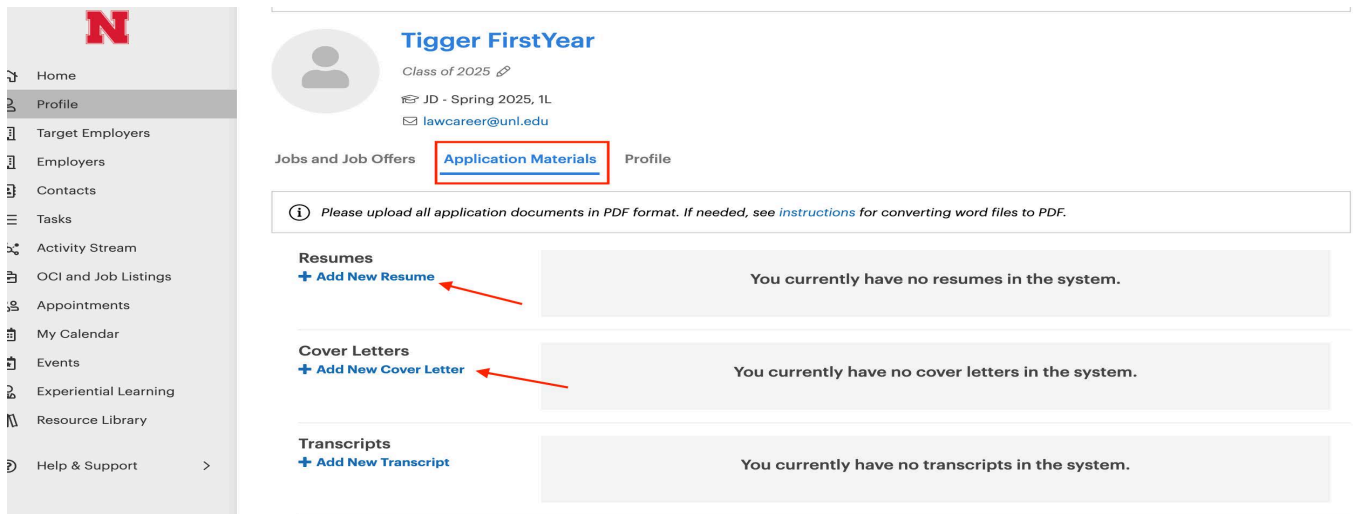 N
Home
Profile
Target Employers
Employers
Contacts
Tasks
Activity Stream
OCI and Job Listings
Appointments
My Calendar
Events
Experiential Learning
Resource Library
Help & Support
Tigger FirstYear
Class of 2025
JD - Spring 2025, 1L
lawcareer@unl.edu
Jobs and Job Offers Application Materials Profile
Please upload all application documents in PDF format. If needed, see instructions for converting word files to PDF.
Resumes
+ Add New Resume
You currently have no resumes in the system.
Cover Letters
+ Add New Cover Letter
You currently have no cover letters in the system.
Transcripts
+ Add New Transcript
You currently have no transcripts in the system.